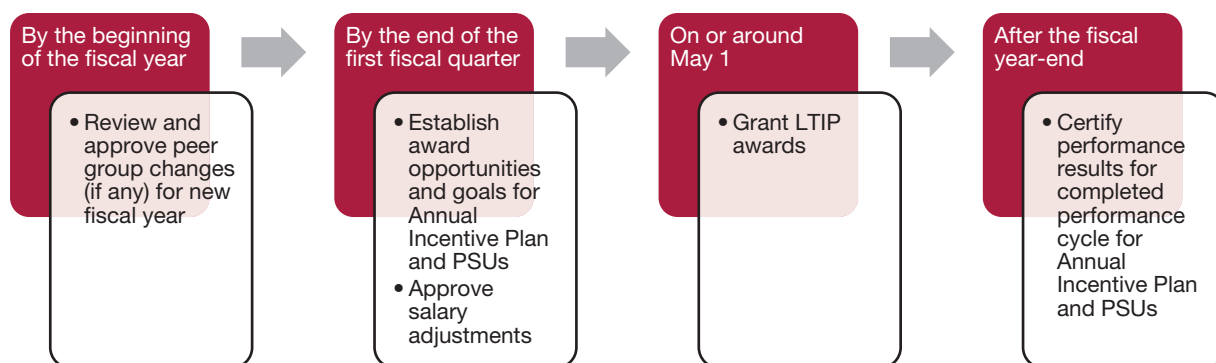 By the beginning
of the fiscal year
• Review and
approve peer
group changes
(if any) for new
fiscal year
By the end of the
first fiscal quarter
• Establish
award
opportunities
and goals for
Annual
Incentive Plan
and PSUs
• Approve
salary
adjustments
On or around
May 1
• Grant LTIP
awards
After the fiscal
year-end
• Certify
performance
results for
completed
performance
cycle for
Annual
Incentive Plan
and PSUs